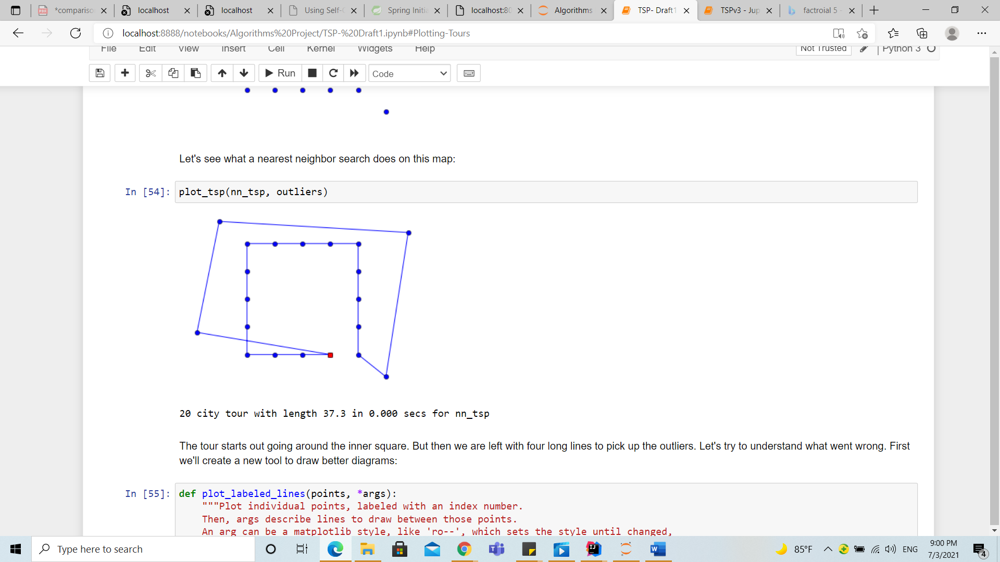 *compariso
localhost
localhost
Using Self-
Spring Initia
localhost:80
Algorithms
TSP- Draft1
TSPv3 - Jup
factroial 5 -
localhost:8888/notebooks/Algorithms%20Project/TSP-%20Draft1.ipynb#Plotting-Tours
File Edit View Insert Cell Kernel Widgets Help Not Trusted Python 3
Run Code
Let's see what a nearest neighbor search does on this map:
In [54]: plot_tsp(nn_tsp, outliers)
20 city tour with length 37.3 in 0.000 secs for nn_tsp
The tour starts out going around the inner square. But then we are left with four long lines to pick up the outliers. Let's try to understand what went wrong. First
we'll create a new tool to draw better diagrams:
In [55]: def plot_labeled_lines(points, *args):
"""Plot individual points, labeled with an index number.
Then, args describe lines to draw between those points.
An arg can be a matplotlib style, like 'ro--', which sets the style until changed,
Type here to search
85°F
ENG
9:00 PM
7/3/2021
4